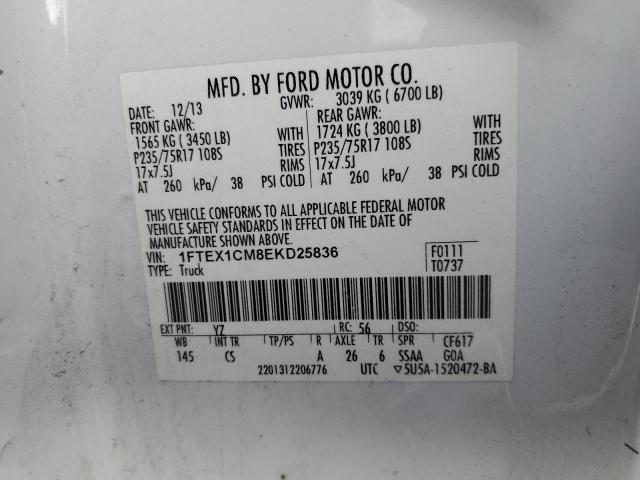 MFD. BY FORD MOTOR CO.
DATE: 12/13 GVWR: 3039 KG ( 6700 LB)
FRONT GAWR: REAR GAWR:
1565 KG ( 3450 LB) WITH 1724 KG ( 3800 LB) WITH
P235/75R17 108S TIRES P235/75R17 108S TIRES
17x7.5J RIMS 17x7.5J RIMS
AT 260 kPa/ 38 PSI COLD AT 260 kPa/ 38 PSI COLD
THIS VEHICLE CONFORMS TO ALL APPLICABLE FEDERAL MOTOR
VEHICLE SAFETY STANDARDS IN EFFECT ON THE DATE OF
MANUFACTURE SHOWN ABOVE.
VIN: 1FTEX1CM8EKD25836 F0111
TYPE: Truck T0737
EXT PNT: YZ RC: 56 DSO:
WB INT TR TP/PS R AXLE TR SPR CF617
145 CS A 26 6 SSAA GOA
2201312206776 UTC ▽5U5A-1520472-BA